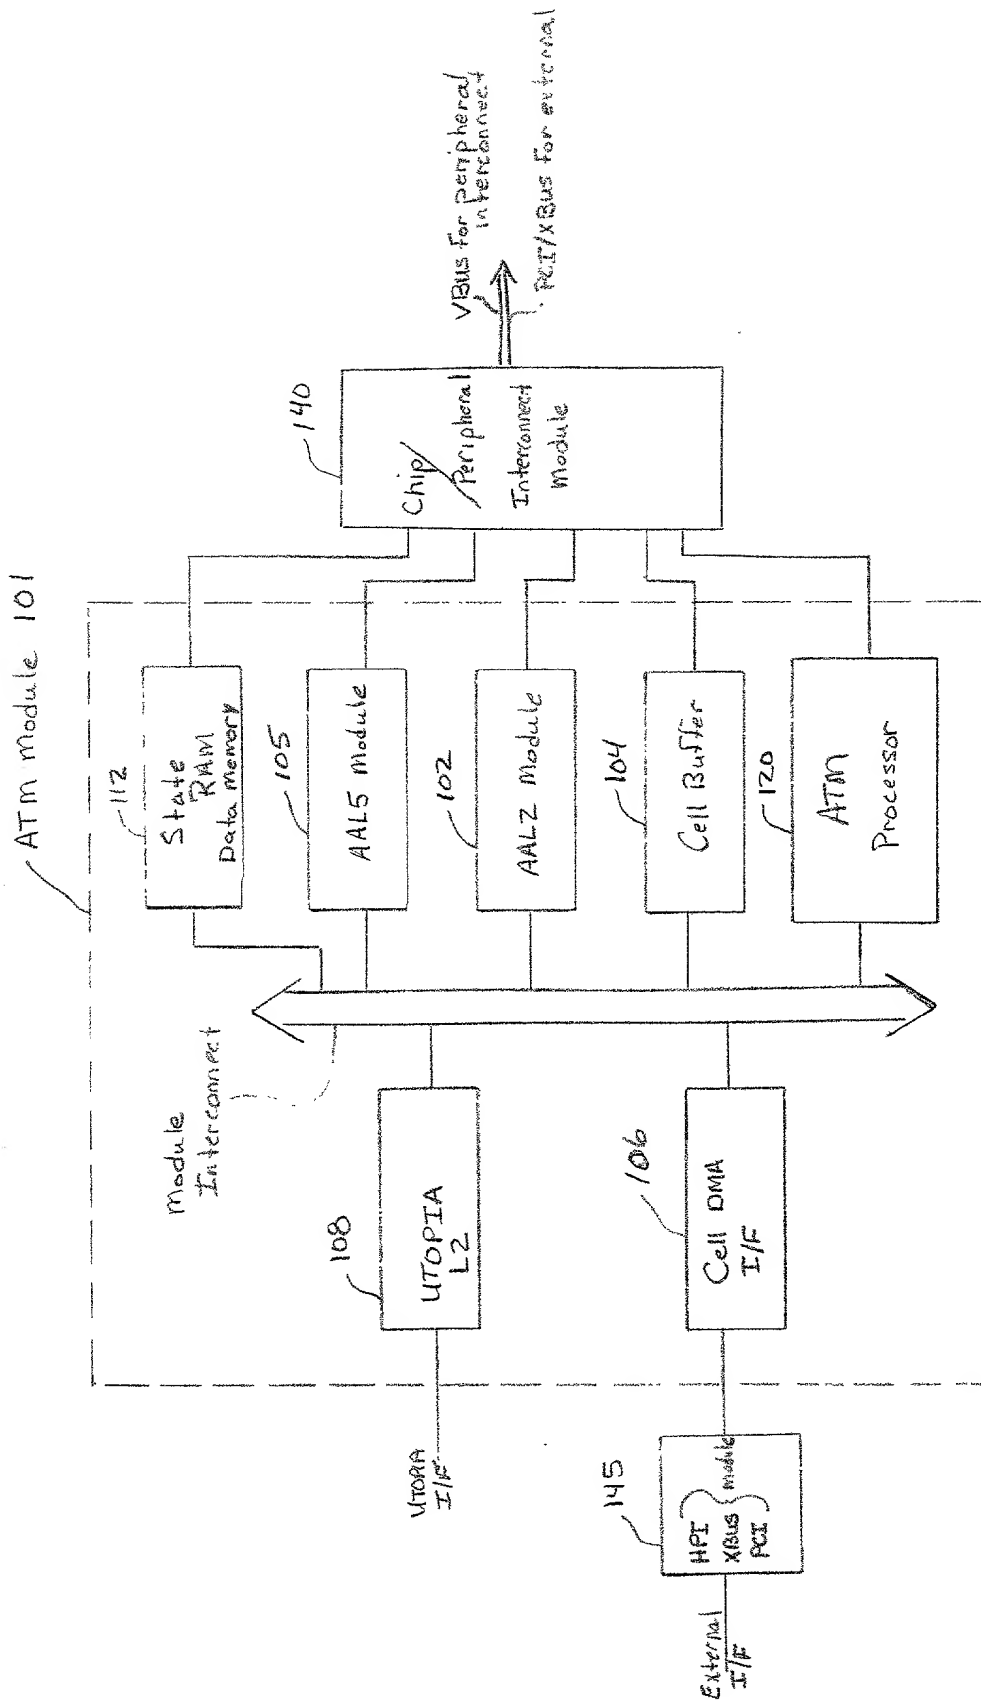 ATM Module 101
112
State
RAM
Data Memory
105
AAL5 Module
102
AAL2 Module
104
Cell Buffer
120
ATM
Processor
140
Chip/
Peripheral
Interconnect
Module
VBUS for peripheral
interconnect
PCI/XBUS for external
Module
Interconnect
108
UTOPIA
L2
106
Cell DMA
I/F
UTOPIA
I/F
145
HPI
XBUS
PCI
Module
External
I/F